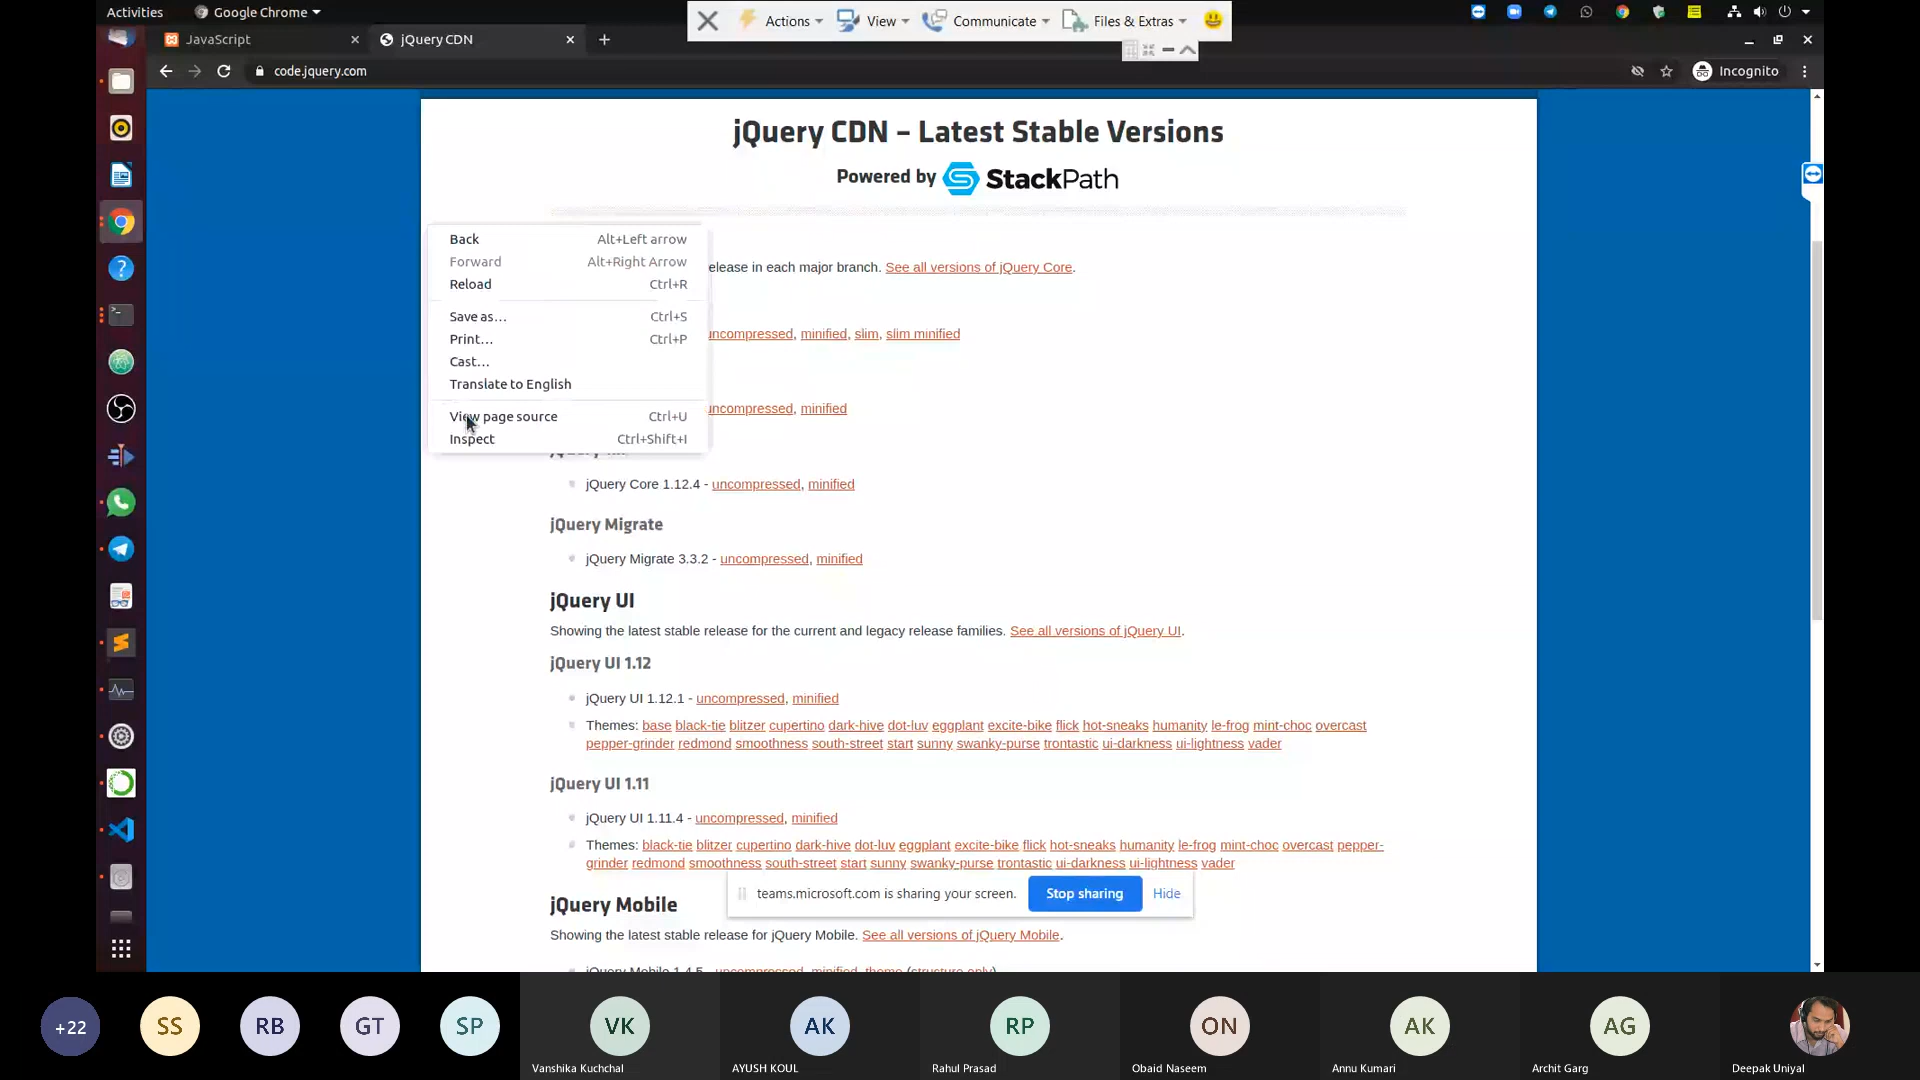 Activities
Google Chrome
Actions
View
Communicate
Files & Extras
JavaScript
jQuery CDN
code.jquery.com
Incognito
jQuery CDN – Latest Stable Versions
Powered by StackPath
Back Alt+Left arrow
Forward Alt+Right Arrow
Reload Ctrl+R
Save as... Ctrl+S
Print... Ctrl+P
Cast...
Translate to English
View page source Ctrl+U
Inspect Ctrl+Shift+I
elease in each major branch. See all versions of jQuery Core.
uncompressed, minified, slim, slim minified
uncompressed, minified
jQuery Core 1.12.4 - uncompressed, minified
jQuery Migrate
jQuery Migrate 3.3.2 - uncompressed, minified
jQuery UI
Showing the latest stable release for the current and legacy release families. See all versions of jQuery UI.
jQuery UI 1.12
jQuery UI 1.12.1 - uncompressed, minified
Themes: base black-tie blitzer cupertino dark-hive dot-luv eggplant excite-bike flick hot-sneaks humanity le-frog mint-choc overcast
pepper-grinder redmond smoothness south-street start sunny swanky-purse trontastic ui-darkness ui-lightness vader
jQuery UI 1.11
jQuery UI 1.11.4 - uncompressed, minified
Themes: black-tie blitzer cupertino dark-hive dot-luv eggplant excite-bike flick hot-sneaks humanity le-frog mint-choc overcast pepper-
grinder redmond smoothness south-street start sunny swanky-purse trontastic ui-darkness ui-lightness vader
teams.microsoft.com is sharing your screen. Stop sharing Hide
jQuery Mobile
Showing the latest stable release for jQuery Mobile. See all versions of jQuery Mobile.
jQuery Mobile 1.4.5 - uncompressed, minified, theme (structure only)
+22
SS
RB
GT
SP
VK
AK
RP
ON
AK
AG
Vanshika Kuchchal
AYUSH KOUL
Rahul Prasad
Obaid Naseem
Annu Kumari
Archit Garg
Deepak Uniyal